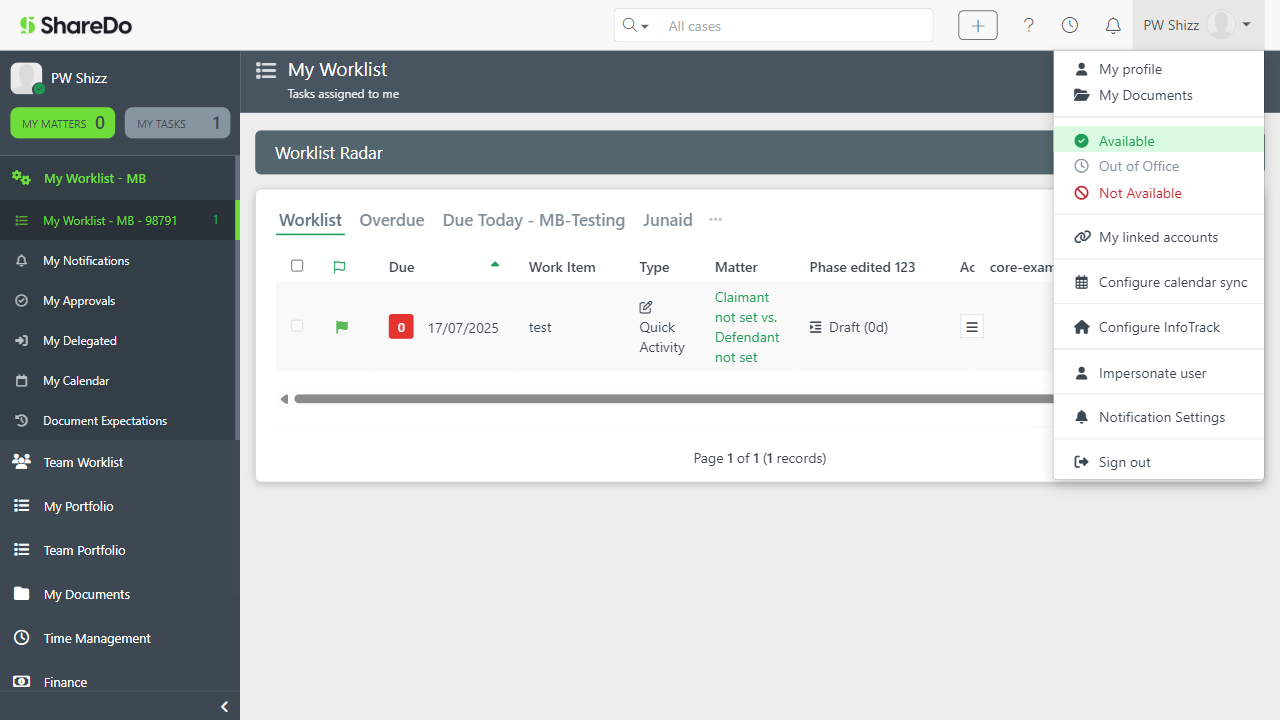 ShareDo
All cases
?
PW Shizz
PW Shizz
MY MATTERS 0
MY TASKS 1
My Worklist - MB
My Worklist - MB - 98791 1
My Notifications
My Approvals
My Delegated
My Calendar
Document Expectations
Team Worklist
My Portfolio
Team Portfolio
My Documents
Time Management
Finance
My Worklist
Tasks assigned to me
Worklist Radar
Worklist Overdue Due Today - MB-Testing Junaid ···
Due Work Item Type Matter Phase edited 123 Ac core-exam
0 17/07/2025 test
Quick
Activity
Claimant
not set vs.
Defendant
not set
Draft (0d)
Page 1 of 1 (1 records)
My profile
My Documents
Available
Out of Office
Not Available
My linked accounts
Configure calendar sync
Configure InfoTrack
Impersonate user
Notification Settings
Sign out